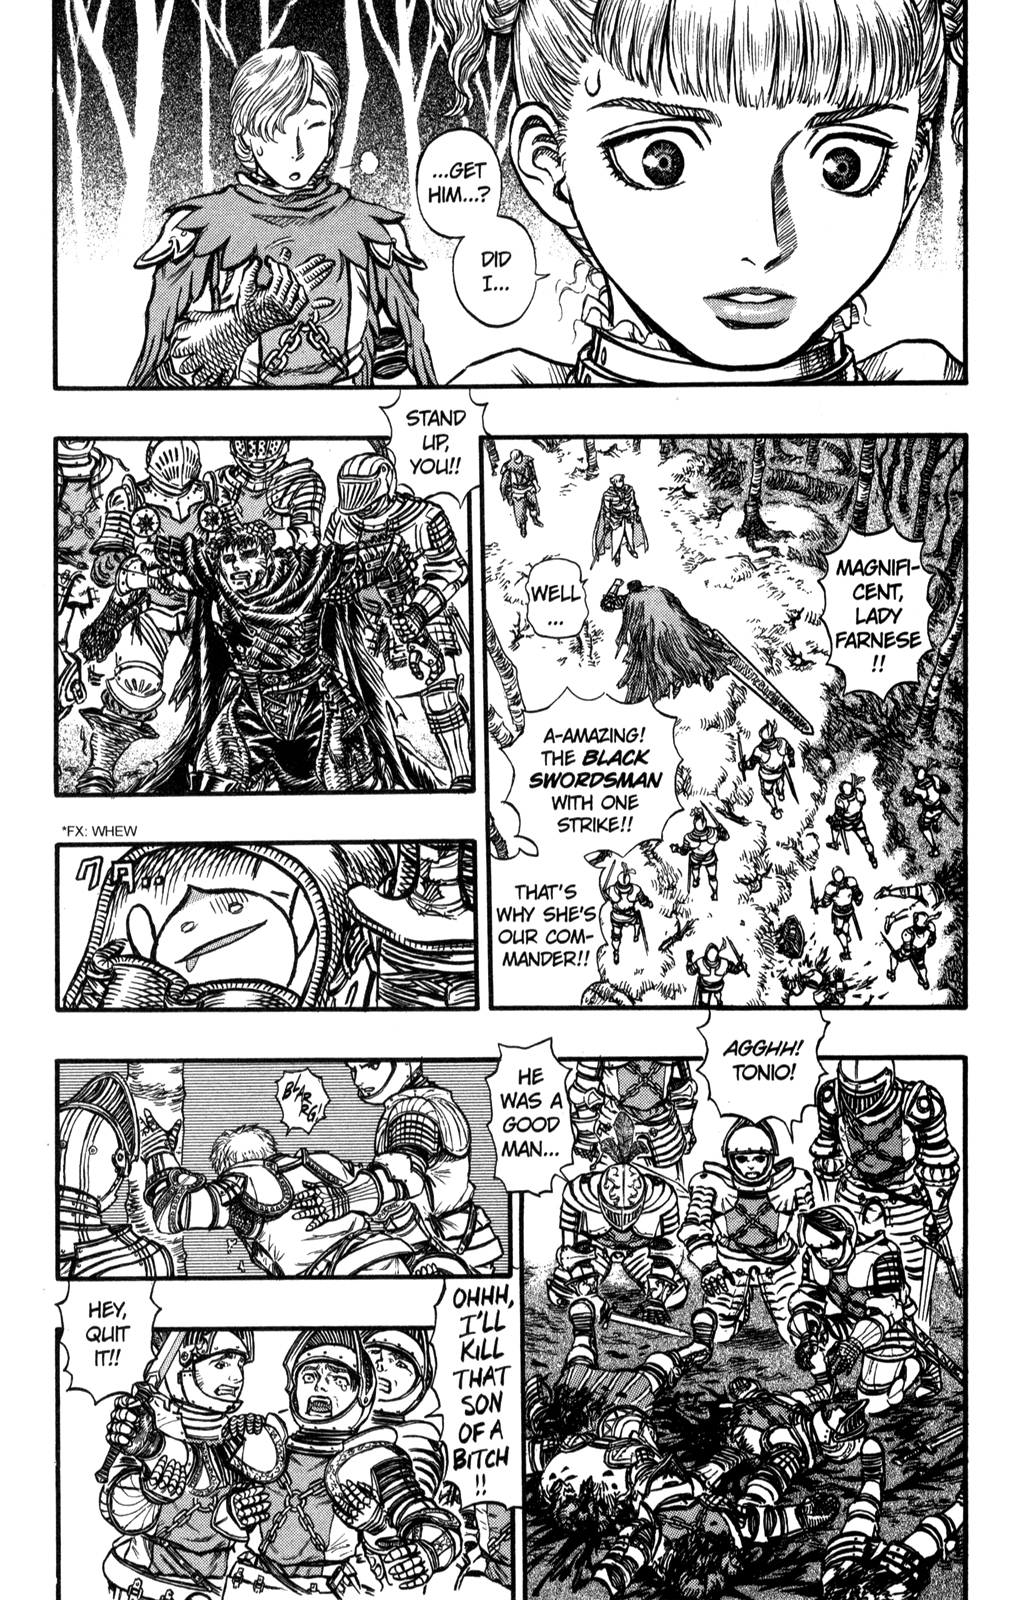 ...GET
HIM...?
DID
I...
MAGNIFI-
CENT,
LADY
FARNESE
!!
WELL
...
A-AMAZING!
THE BLACK
SWORDSMAN
WITH ONE
STRIKE!!
THAT'S
WHY SHE'S
OUR COM-
MANDER!!
STAND
UP,
YOU!!
*FX: WHEW
クタ..
AGGHH!
TONIO!
HE
WAS A
GOOD
MAN...
OHHH,
I'LL
KILL
THAT
SON
OF A
BITCH
!!
HEY,
QUIT
IT!!